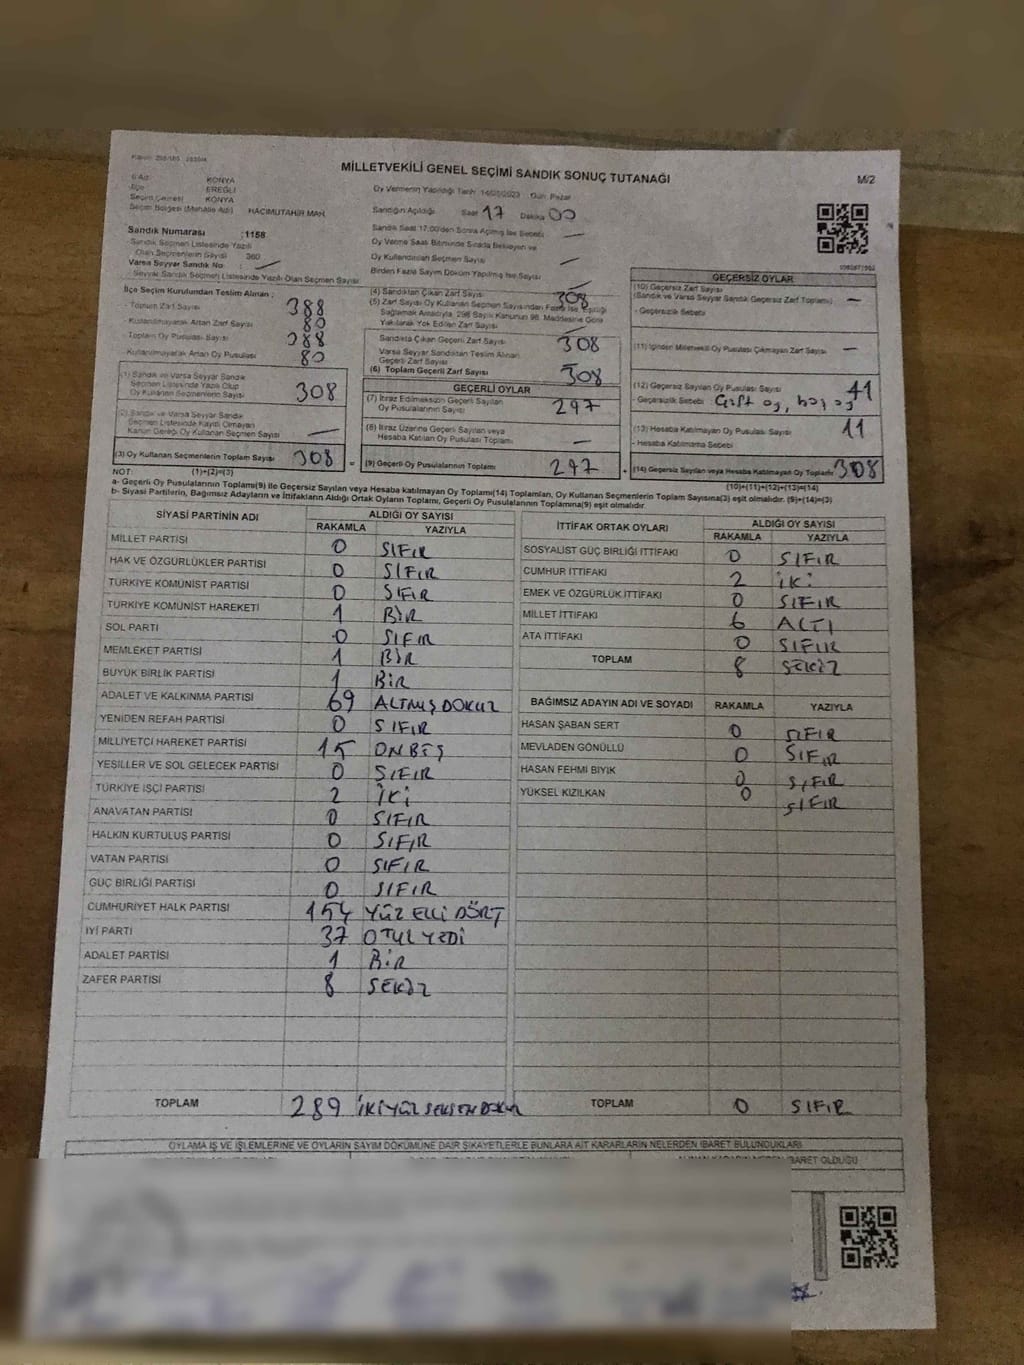 MİLLETVEKİLİ GENEL SEÇİMİ SANDIK SONUÇ TUTANAĞI
M/2
İl Adı : KONYA
İlçe : EREĞLİ
Seçim Çevresi : KONYA
Seçim Bölgesi (Mahalle Adı) : HACIMUTAHİR MAH.
Sandık Numarası : 1158
Sandık Seçmen Listesinde Yazılı
Olan Seçmenlerin Sayısı 360
Varsa Seyyar Sandık No : —
Seyyar Sandık Listesinde Yazılı Olan Seçmen Sayısı
Oy Vermenin Yapıldığı Tarih 14/05/2023 Gün: Pazar
Sandığın Açıldığı Saat 17 Dakika 00
Sandık Saat 17:00'den Sonra Açılmış İse Sebebi —
Oy Verme Saati Bitiminde Sırada Bekleyen ve
Oy Kullandırılan Seçmen Sayısı —
Birden Fazla Sayım Döküm Yapılmış İse Sayısı —
İlçe Seçim Kurulundan Teslim Alınan ;
- Toplam Zarf Sayısı 388
- Kullanılmayarak Artan Zarf Sayısı 80
Toplam Oy Pusulası Sayısı 388
- Kullanılmayarak Artan Oy Pusulası 80
(1) Sandık ve Varsa Seyyar Sandık
Seçmen Listesinde Yazılı Olup
Oy Kullanan Seçmenlerin Sayısı 308
(2) Sandık ve Varsa Seyyar Sandık
Seçmen Listesinde Kayıtlı Olmayan
Kanun Gereği Oy Kullanan Seçmen Sayısı —
(3) Oy Kullanan Seçmenlerin Toplam Sayısı 308
(4) Sandıktan Çıkan Zarf Sayısı 308
(5) Zarf Sayısı Oy Kullanan Seçmen Sayısından Fazla İse, Eşitliği
Sağlamak Amacıyla, 298 Sayılı Kanunun 98. Maddesine Göre
Yakılarak Yok Edilen Zarf Sayısı
Sandıkta Çıkan Geçerli Zarf Sayısı 308
Varsa Seyyar Sandıktan Teslim Alınan
Geçerli Zarf Sayısı —
(6) Toplam Geçerli Zarf Sayısı 308
GEÇERLİ OYLAR
(7) İtiraz Edilmeksizin Geçerli Sayılan
Oy Pusulalarının Sayısı 297
(8) İtiraz Üzerine Geçerli Sayılan veya
Hesaba Katılan Oy Pusulası Toplamı —
= (9) Geçerli Oy Pusulalarının Toplamı 297
GEÇERSİZ OYLAR
(10) Geçersiz Zarf Sayısı
(Sandık ve Varsa Seyyar Sandık Geçersiz Zarf Toplamı) —
- Geçersizlik Sebebi
(11) İçinden Milletvekili Oy Pusulası Çıkmayan Zarf Sayısı —
(12) Geçersiz Sayılan Oy Pusulası Sayısı 11
- Geçersizlik Sebebi Çift oy, boş oy
(13) Hesaba Katılmayan Oy Pusulası Sayısı 11
- Hesaba Katılmama Sebebi
+ (14) Geçersiz Sayılan veya Hesaba Katılmayan Oy Toplamı 308
NOT: (1)+(2)=(3)
(10)+(11)+(12)+(13)=(14)
a- Geçerli Oy Pusulalarının Toplamı(9) ile Geçersiz Sayılan veya Hesaba katılmayan Oy Toplamı(14) Toplamları, Oy Kullanan Seçmenlerin Toplam Sayısına(3) eşit olmalıdır. (9)+(14)=(3)
b- Siyasi Partilerin, Bağımsız Adayların ve İttifakların Aldığı Ortak Oyların Toplamı, Geçerli Oy Pusulalarının Toplamına(9) eşit olmalıdır
SİYASİ PARTİNİN ADI ALDIĞI OY SAYISI
RAKAMLA YAZIYLA
MİLLET PARTİSİ 0 SIFIR
HAK VE ÖZGÜRLÜKLER PARTİSİ 0 SIFIR
TÜRKİYE KOMÜNİST PARTİSİ 0 SIFIR
TÜRKİYE KOMÜNİST HAREKETİ 1 BİR
SOL PARTİ 0 SIFIR
MEMLEKET PARTİSİ 1 BİR
BÜYÜK BİRLİK PARTİSİ 1 BİR
ADALET VE KALKINMA PARTİSİ 69 ALTMIŞ DOKUZ
YENİDEN REFAH PARTİSİ 0 SIFIR
MİLLİYETÇİ HAREKET PARTİSİ 15 ON BEŞ
YEŞİLLER VE SOL GELECEK PARTİSİ 0 SIFIR
TÜRKİYE İŞÇİ PARTİSİ 2 İKİ
ANAVATAN PARTİSİ 0 SIFIR
HALKIN KURTULUŞ PARTİSİ 0 SIFIR
VATAN PARTİSİ 0 SIFIR
GÜÇ BİRLİĞİ PARTİSİ 0 SIFIR
CUMHURİYET HALK PARTİSİ 154 YÜZ ELLİ DÖRT
İYİ PARTİ 37 OTUZ YEDİ
ADALET PARTİSİ 1 BİR
ZAFER PARTİSİ 8 SEKİZ
TOPLAM 289 İKİ YÜZ SEKSEN DOKUZ
İTTİFAK ORTAK OYLARI ALDIĞI OY SAYISI
RAKAMLA YAZIYLA
SOSYALİST GÜÇ BİRLİĞİ İTTİFAKI 0 SIFIR
CUMHUR İTTİFAKI 2 İKİ
EMEK VE ÖZGÜRLÜK İTTİFAKI 0 SIFIR
MİLLET İTTİFAKI 6 ALTI
ATA İTTİFAKI 0 SIFIR
TOPLAM 8 SEKİZ
BAĞIMSIZ ADAYIN ADI VE SOYADI RAKAMLA YAZIYLA
HASAN ŞABAN SERT 0 SIFIR
MEVLADEN GÖNÜLLÜ 0 SIFIR
HASAN FEHMİ BIYIK 0 SIFIR
YÜKSEL KIZILKAN 0 SIFIR
TOPLAM 0 SIFIR
OYLAMA İŞ VE İŞLEMLERİNE VE OYLARIN SAYIM DÖKÜMÜNE DAİR ŞİKAYETLERLE BUNLARA AİT KARARLARIN NELERDEN İBARET BULUNDUKLARI